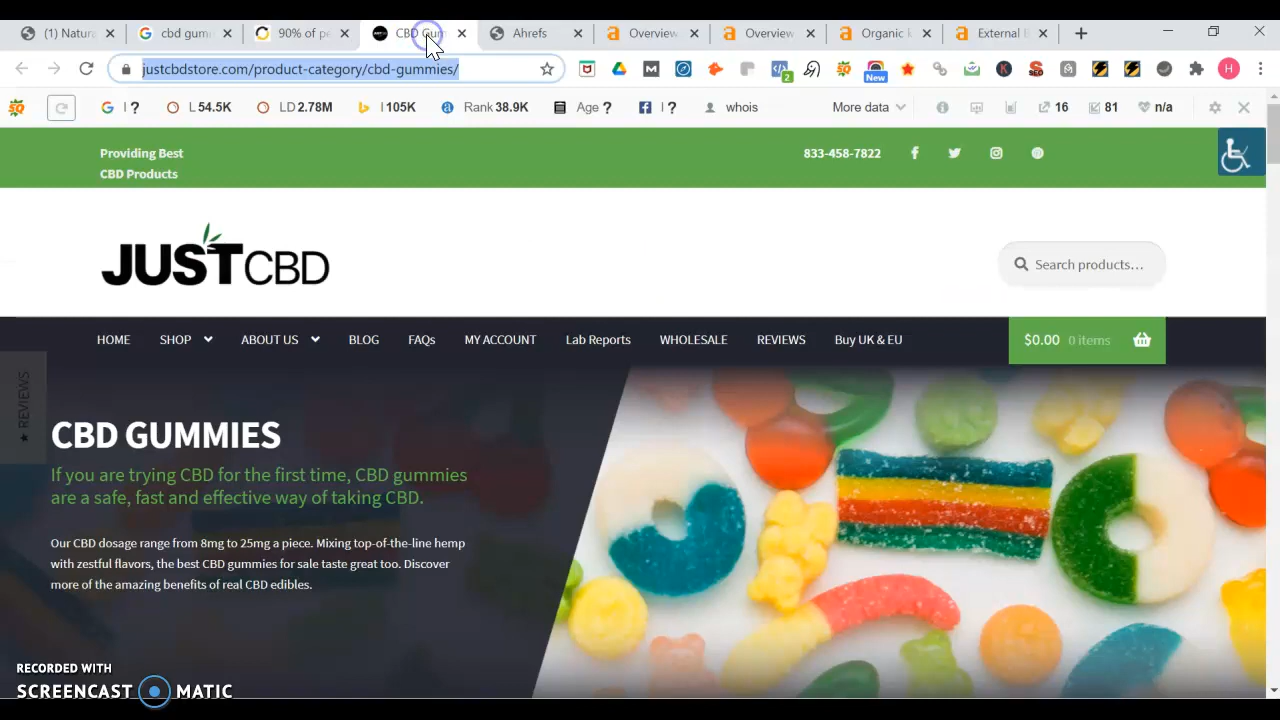 (1) Natur
cbd gum
90% of pe
CBD Gum
Ahrefs
Overview
Overview
Organic k
External B
justcbdstore.com/product-category/cbd-gummies/
2
New
SEO
H
I ?
L 54.5K
LD 2.78M
I 105K
Rank 38.9K
Age ?
I ?
whois
More data
16
81
n/a
Providing Best
CBD Products
833-458-7822
JUSTCBD
Search products…
HOME
SHOP
ABOUT US
BLOG
FAQs
MY ACCOUNT
Lab Reports
WHOLESALE
REVIEWS
Buy UK & EU
$0.00 0 items
★ REVIEWS
CBD GUMMIES
If you are trying CBD for the first time, CBD gummies
are a safe, fast and effective way of taking CBD.
Our CBD dosage range from 8mg to 25mg a piece. Mixing top-of-the-line hemp
with zestful flavors, the best CBD gummies for sale taste great too. Discover
more of the amazing benefits of real CBD edibles.
RECORDED WITH
SCREENCAST MATIC